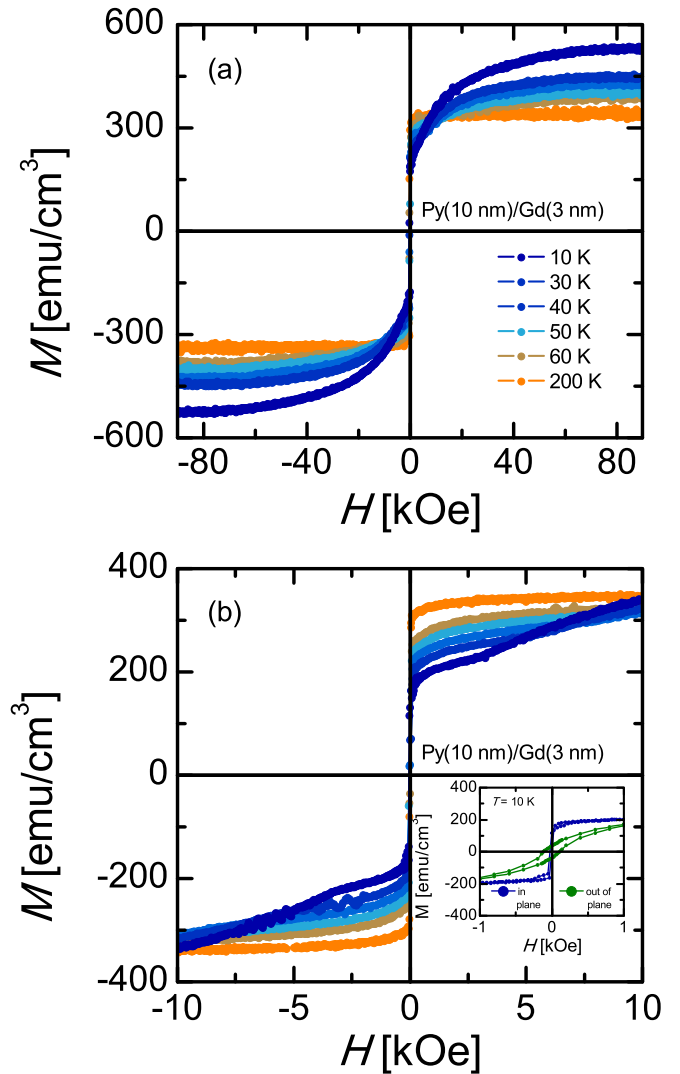 (a)
600
300
0
-300
-600
M [emu/cm³]
Py(10 nm)/Gd(3 nm)
10 K
30 K
40 K
50 K
60 K
200 K
-80 -40 0 40 80
H [kOe]
(b)
400
200
0
-200
-400
M [emu/cm³]
Py(10 nm)/Gd(3 nm)
T = 10 K
400
200
0
-200
-400
M [emu/cm³]
in plane
out of plane
-1 0 1
H [kOe]
-10 -5 0 5 10
H [kOe]